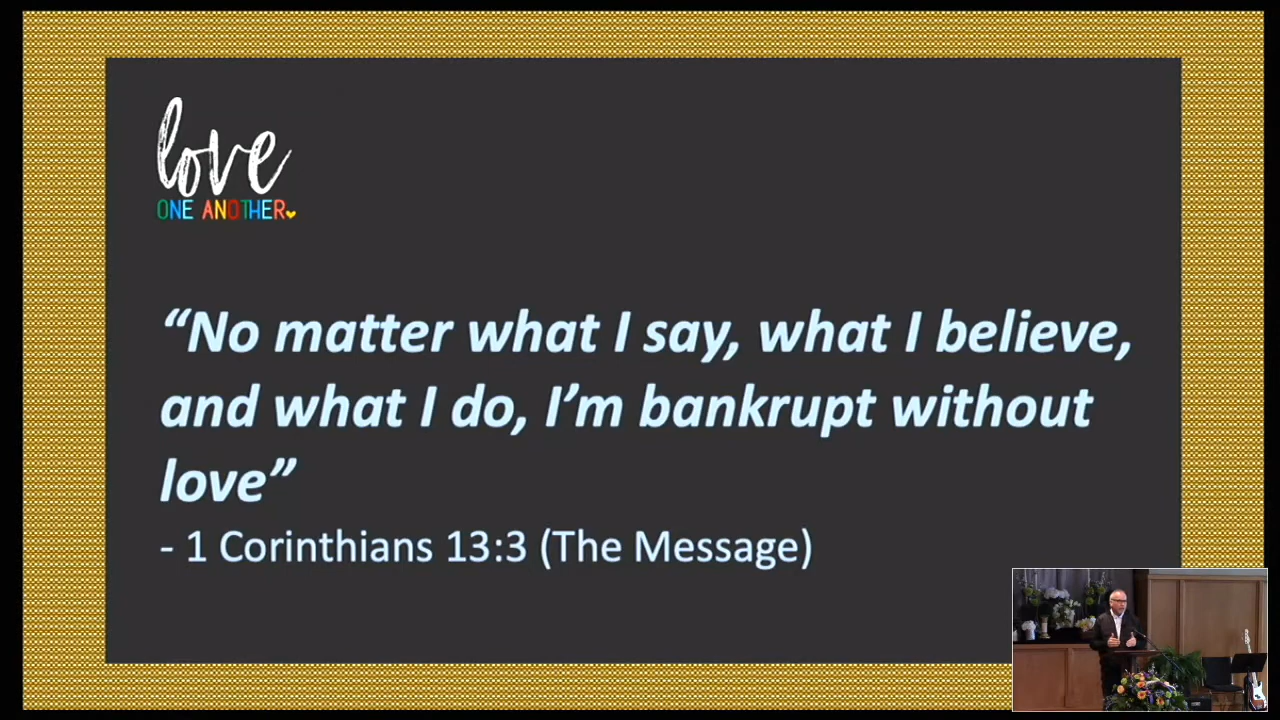 love
ONE ANOTHER
“No matter what I say, what I believe,
and what I do, I’m bankrupt without
love”
- 1 Corinthians 13:3 (The Message)